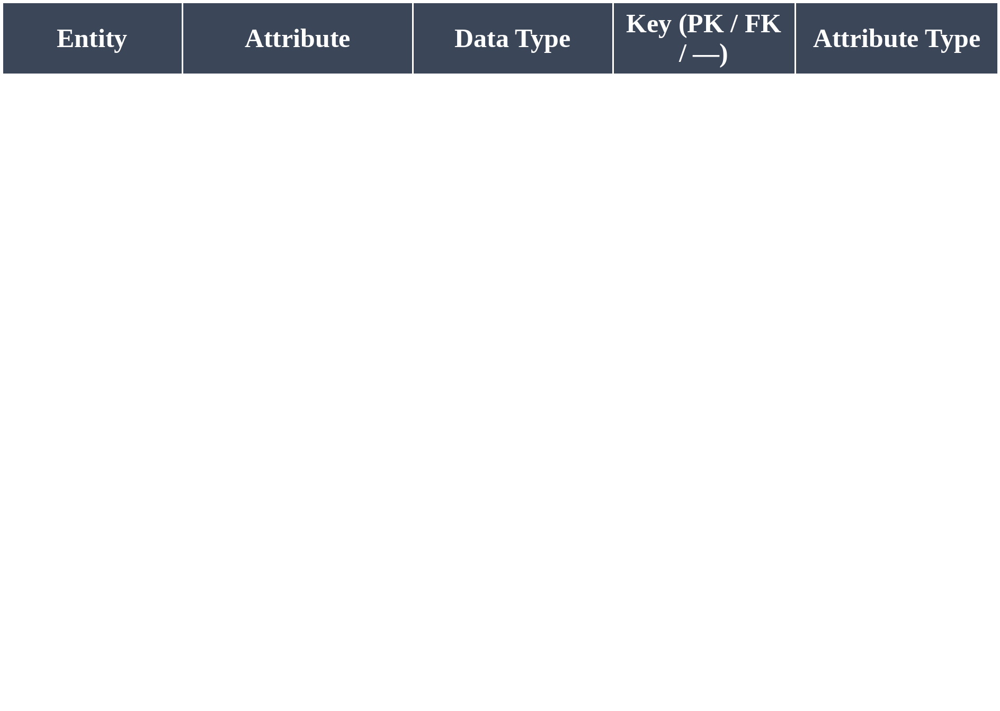 Entity
Attribute
Data Type
Key (PK / FK
/ —)
Attribute Type